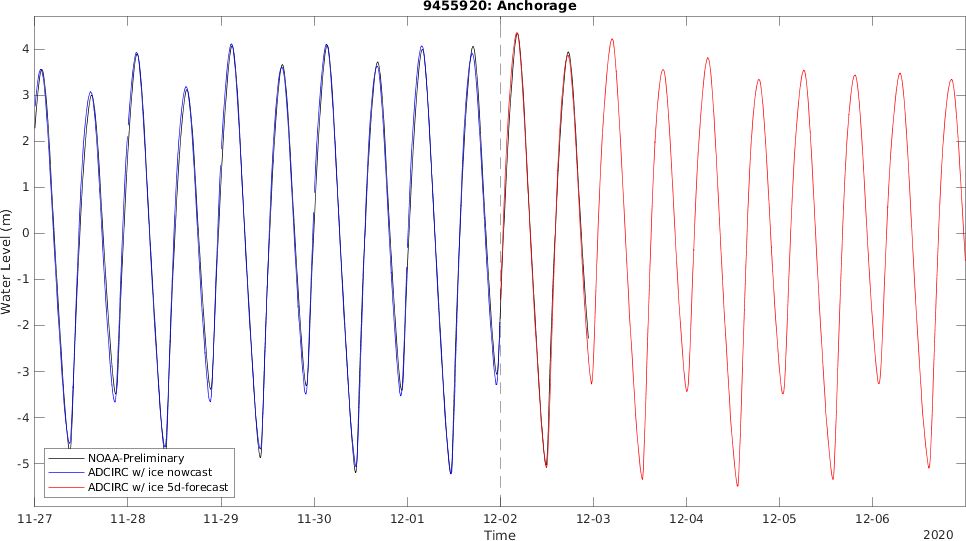 9455920: Anchorage
4
3
2
1
0
-1
-2
-3
-4
-5
Water Level (m)
NOAA-Preliminary
ADCIRC w/ ice nowcast
ADCIRC w/ ice 5d-forecast
11-27 11-28 11-29 11-30 12-01 12-02 12-03 12-04 12-05 12-06
Time
2020